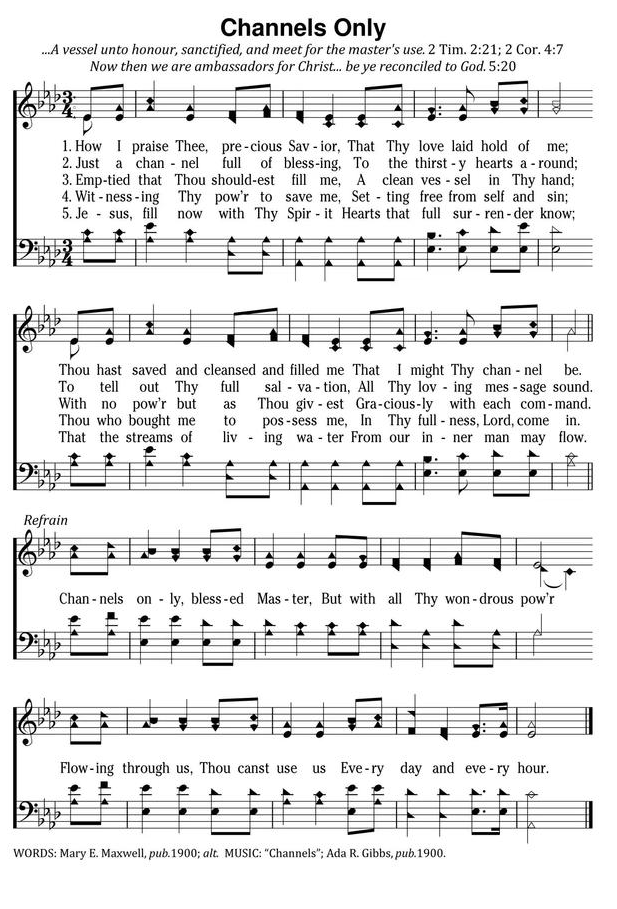 Channels Only
...A vessel unto honour, sanctified, and meet for the master's use. 2 Tim. 2:21; 2 Cor. 4:7
Now then we are ambassadors for Christ... be ye reconciled to God. 5:20
3
4
1. How I praise Thee, pre-cious Sav-ior, That Thy love laid hold of me;
2. Just a chan-nel full of bless-ing, To the thirst-y hearts a-round;
3. Emp-tied that Thou should-est fill me, A clean ves-sel in Thy hand;
4. Wit-ness-ing Thy pow'r to save me, Set-ting free from self and sin;
5. Je-sus, fill now with Thy Spir-it Hearts that full sur-ren-der know;
3
4
Thou hast saved and cleansed and filled me That I might Thy chan-nel be.
To tell out Thy full sal-va-tion, All Thy lov-ing mes-sage sound.
With no pow'r but as Thou giv-est Gra-cious-ly with each com-mand.
Thou who bought me to pos-sess me, In Thy full-ness, Lord, come in.
That the streams of liv-ing wa-ter From our in-ner man may flow.
Refrain
Chan-nels on-ly, bless-ed Mas-ter, But with all Thy won-drous pow'r
Flow-ing through us, Thou canst use us Eve-ry day and eve-ry hour.
WORDS: Mary E. Maxwell, pub.1900; alt. MUSIC: "Channels"; Ada R. Gibbs, pub.1900.